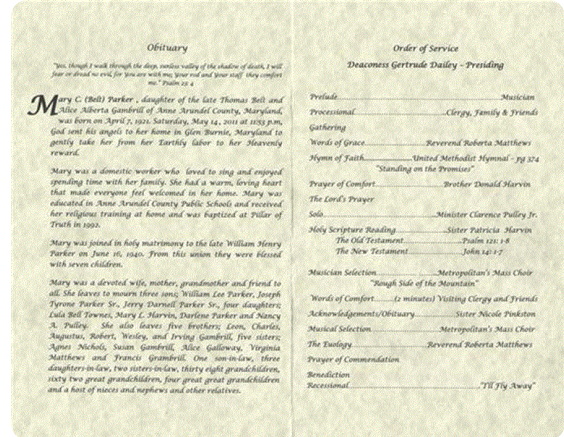 Obituary
"Yes, though I walk through the deep, sunless valley of the shadow of death, I will
fear or dread no evil, for You are with me; Your rod and Your staff they comfort
me." Psalm 23:4
Mary C. (Belt) Parker , daughter of the late Thomas Belt and
Alice Alberta Gambrill of Anne Arundel County, Maryland,
was born on April 7, 1921. Saturday, May 14, 2011 at 11:53 p.m,
God sent his angels to her home in Glen Burnie, Maryland to
gently take her from her Earthly labor to her Heavenly
reward.
Mary was a domestic worker who loved to sing and enjoyed
spending time with her family. She had a warm, loving heart
that made everyone feel welcomed in her home. Mary was
educated in Anne Arundel County Public Schools and received
her religious training at home and was baptized at Pillar of
Truth in 1992.
Mary was joined in holy matrimony to the late William Henry
Parker on June 16, 1940. From this union they were blessed
with seven children.
Mary was a devoted wife, mother, grandmother and friend to
all. She leaves to mourn three sons; William Lee Parker, Joseph
Tyrone Parker Sr., Jerry Darnell Parker Sr., four daughters;
Lula Bell Townes, Mary L. Harvin, Darlene Parker and Nancy
A. Pulley. She also leaves five brothers; Leon, Charles,
Augustus, Robert, Wesley, and Irving Gambrill, five sisters;
Agnes Nichols, Susan Gambrill, Alice Galloway, Virginia
Matthews and Francis Grambrill. One son-in-law, three
daughters-in-law, two sisters-in-law, thirty eight grandchildren,
sixty two great grandchildren, four great great grandchildren
and a host of nieces and nephews and other relatives.
Order of Service
Deaconess Gertrude Dailey ~ Presiding
Prelude Musician
Processional Clergy, Family & Friends
Gathering
Words of Grace Reverend Roberta Matthews
Hymn of Faith United Methodist Hymnal - pg 374
"Standing on the Promises"
Prayer of Comfort Brother Donald Harvin
The Lord's Prayer
Solo Minister Clarence Pulley Jr.
Holy Scripture Reading Sister Patricia Harvin
The Old Testament Psalm 121: 1-8
The New Testament John 14: 1-7
Musician Selection Metropolitan's Mass Choir
"Rough Side of the Mountain"
Words of Comfort (2 minutes) Visiting Clergy and Friends
Acknowledgements/Obituary Sister Nicole Pinkston
Musical Selection Metropolitan's Mass Choir
The Euology Reverend Roberta Matthews
Prayer of Commendation
Benediction
Recessional "I'll Fly Away"